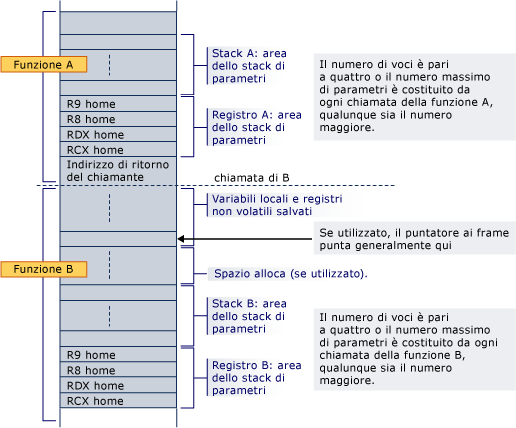 Funzione A
Stack A: area
dello stack di
parametri
Il numero di voci è pari
a quattro o il numero massimo
di parametri è costituito da
ogni chiamata della funzione A,
qualunque sia il numero
maggiore.
R9 home
R8 home
RDX home
RCX home
Registro A: area
dello stack di
parametri
Indirizzo di ritorno
del chiamante
chiamata di B
Variabili locali e registri
non volatili salvati
Se utilizzato, il puntatore ai frame
punta generalmente qui
Funzione B
Spazio alloca (se utilizzato).
Stack B: area
dello stack di
parametri
Il numero di voci è pari
a quattro o il numero massimo
di parametri è costituito da ogni
chiamata della funzione B,
qualunque sia il numero
maggiore.
R9 home
R8 home
RDX home
RCX home
Registro B: area
dello stack di
parametri